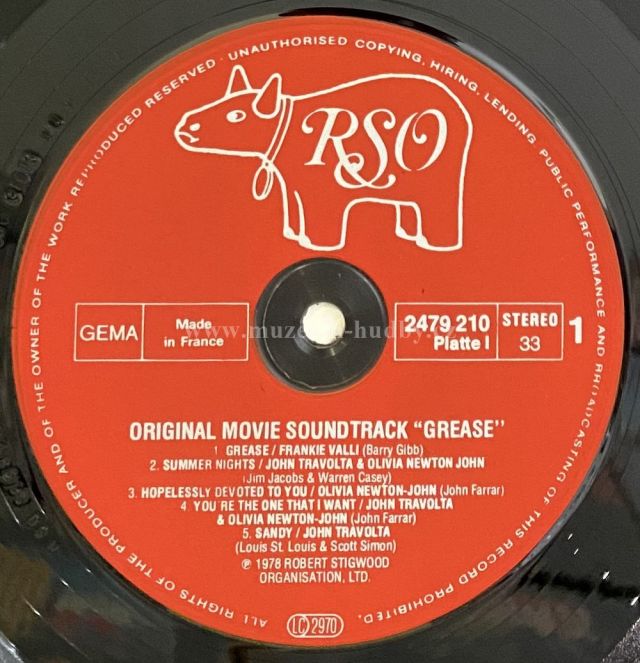 ALL RIGHTS OF THE PRODUCER AND OF THE OWNER OF THE WORK REPRODUCED RESERVED · UNAUTHORISED COPYING, HIRING, LENDING, PUBLIC PERFORMANCE AND BROADCASTING OF THIS RECORD PROHIBITED.
RSO
GEMA
Made
in France
2479 210
Platte I
STEREO
33
1
ORIGINAL MOVIE SOUNDTRACK "GREASE"
1 GREASE / FRANKIE VALLI (Barry Gibb)
2. SUMMER NIGHTS / JOHN TRAVOLTA & OLIVIA NEWTON JOHN
(Jim Jacobs & Warren Casey)
3. HOPELESSLY DEVOTED TO YOU / OLIVIA NEWTON-JOHN (John Farrar)
4. YOU'RE THE ONE THAT I WANT / JOHN TRAVOLTA
& OLIVIA NEWTON-JOHN (John Farrar)
5. SANDY / JOHN TRAVOLTA
(Louis St. Louis & Scott Simon)
℗ 1978 ROBERT STIGWOOD
ORGANISATION, LTD.
LC 2970